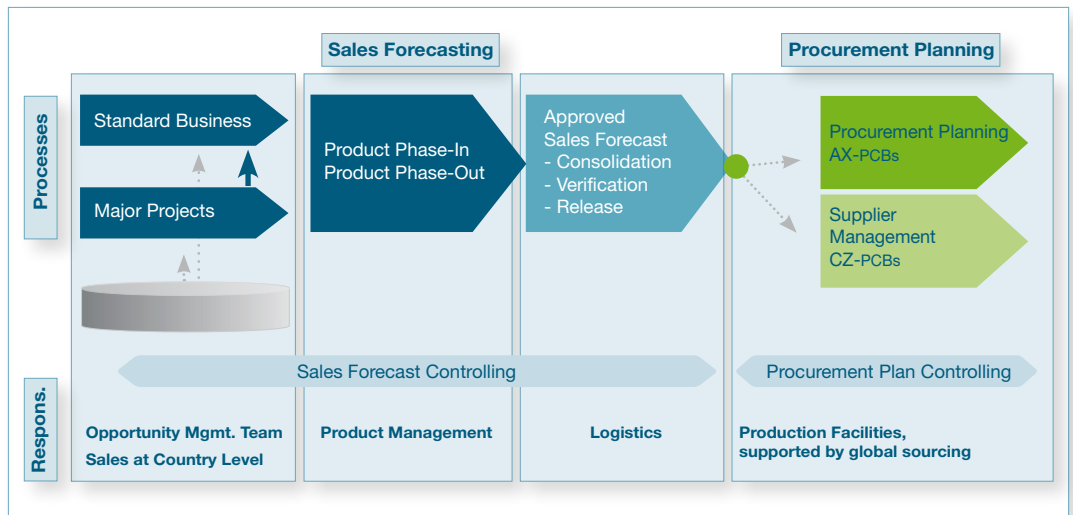 Sales Forecasting
Procurement Planning
Processes
Standard Business
Major Projects
Product Phase-In
Product Phase-Out
Approved
Sales Forecast
- Consolidation
- Verification
- Release
Procurement Planning
AX-PCBs
Supplier
Management
CZ-PCBs
Respons.
Sales Forecast Controlling
Procurement Plan Controlling
Opportunity Mgmt. Team
Sales at Country Level
Product Management
Logistics
Production Facilities,
supported by global sourcing